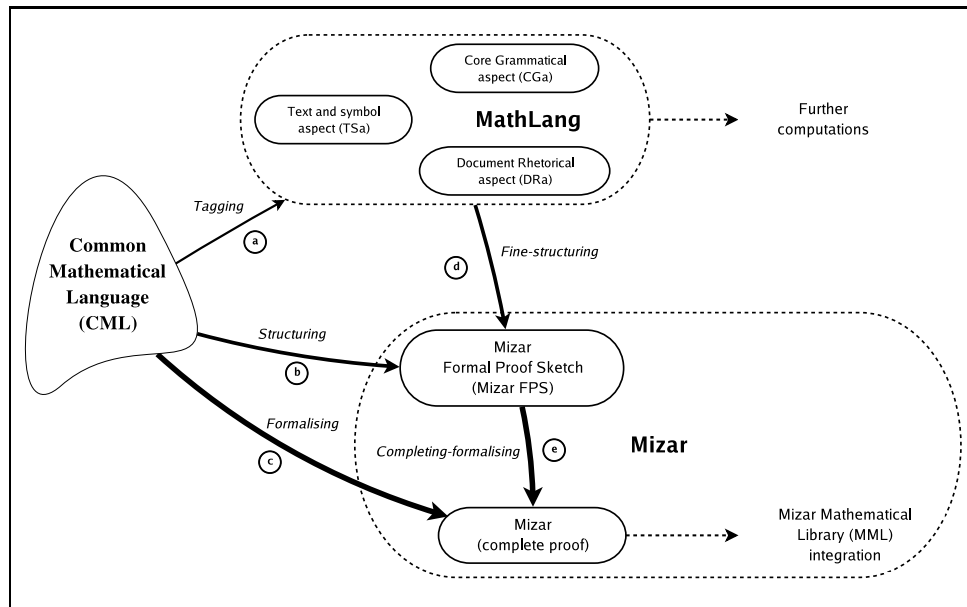 Core Grammatical
aspect (CGa)
Text and symbol
aspect (TSa)
MathLang
Document Rhetorical
aspect (DRa)
Further
computations
Tagging
a
Common
Mathematical
Language
(CML)
d
Fine-structuring
Structuring
b
Mizar
Formal Proof Sketch
(Mizar FPS)
Formalising
c
Completing-formalising
e
Mizar
Mizar
(complete proof)
Mizar Mathematical
Library (MML)
integration